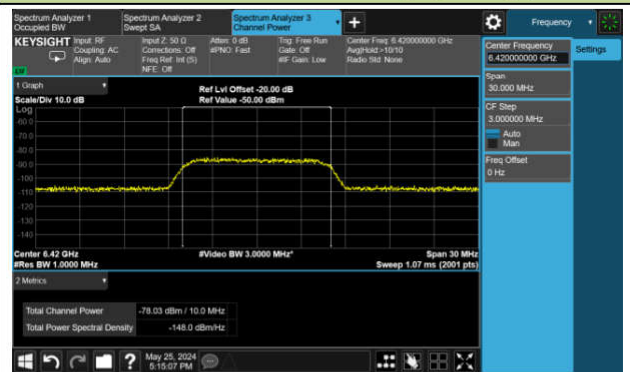 Spectrum Analyzer 1
Occupied BW
Spectrum Analyzer 2
Swept SA
Spectrum Analyzer 3
Channel Power
+
Frequency
KEYSIGHT
Input: RF
Coupling: AC
Align: Auto
Input Z: 50 Ω
Corrections: Off
Freq Ref: Int (S)
NFE: Off
Atten: 0 dB
#PNO: Fast
Trig: Free Run
Gate: Off
#IF Gain: Low
Center Freq: 6.420000000 GHz
Avg|Hold:>10/10
Radio Std: None
Center Frequency
6.420000000 GHz
Settings
Span
30.000 MHz
CF Step
3.000000 MHz
Auto
Man
Freq Offset
0 Hz
1 Graph
Scale/Div 10.0 dB
Ref Lvl Offset -20.00 dB
Ref Value -50.00 dBm
Log
-60.0
-70.0
-80.0
-90.0
-100
-110
-120
-130
-140
Center 6.42 GHz
#Res BW 1.0000 MHz
#Video BW 3.0000 MHz*
Span 30 MHz
Sweep 1.07 ms (2001 pts)
2 Metrics
Total Channel Power
-78.03 dBm / 10.0 MHz
Total Power Spectral Density
-148.0 dBm/Hz
?
May 25, 2024
5:15:07 PM